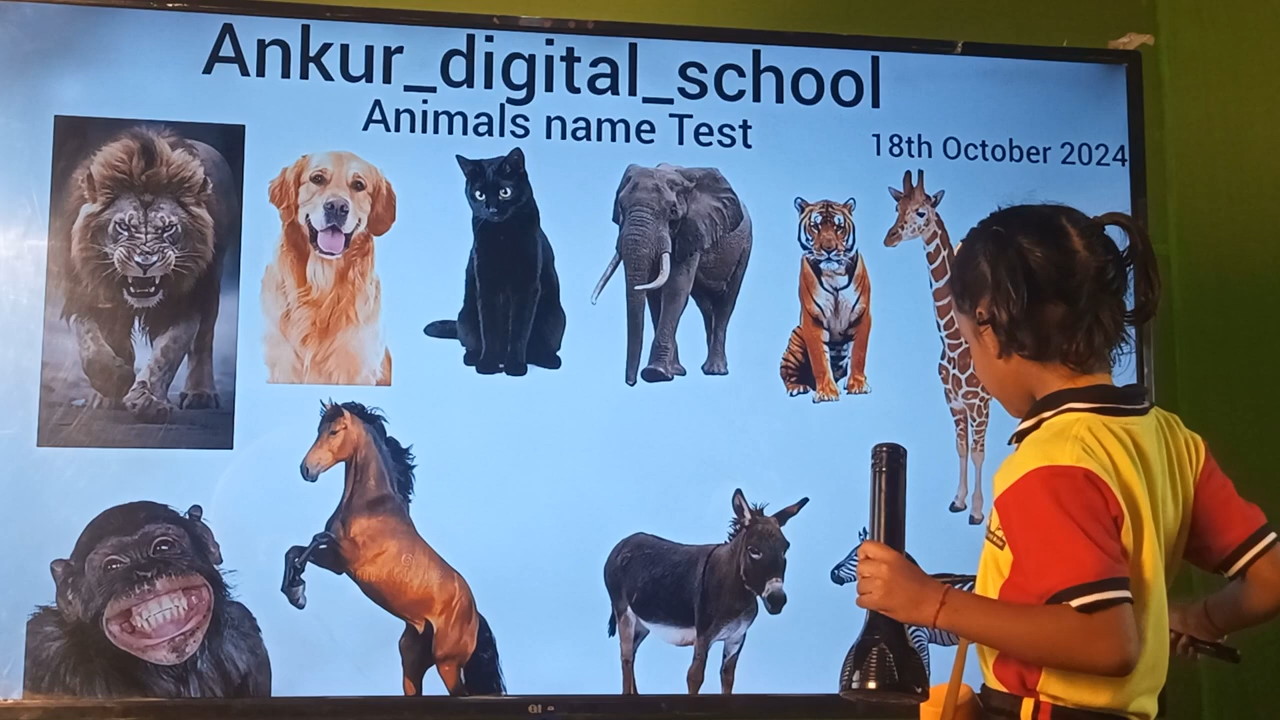 Ankur_digital_school
Animals name Test
18th October 2024